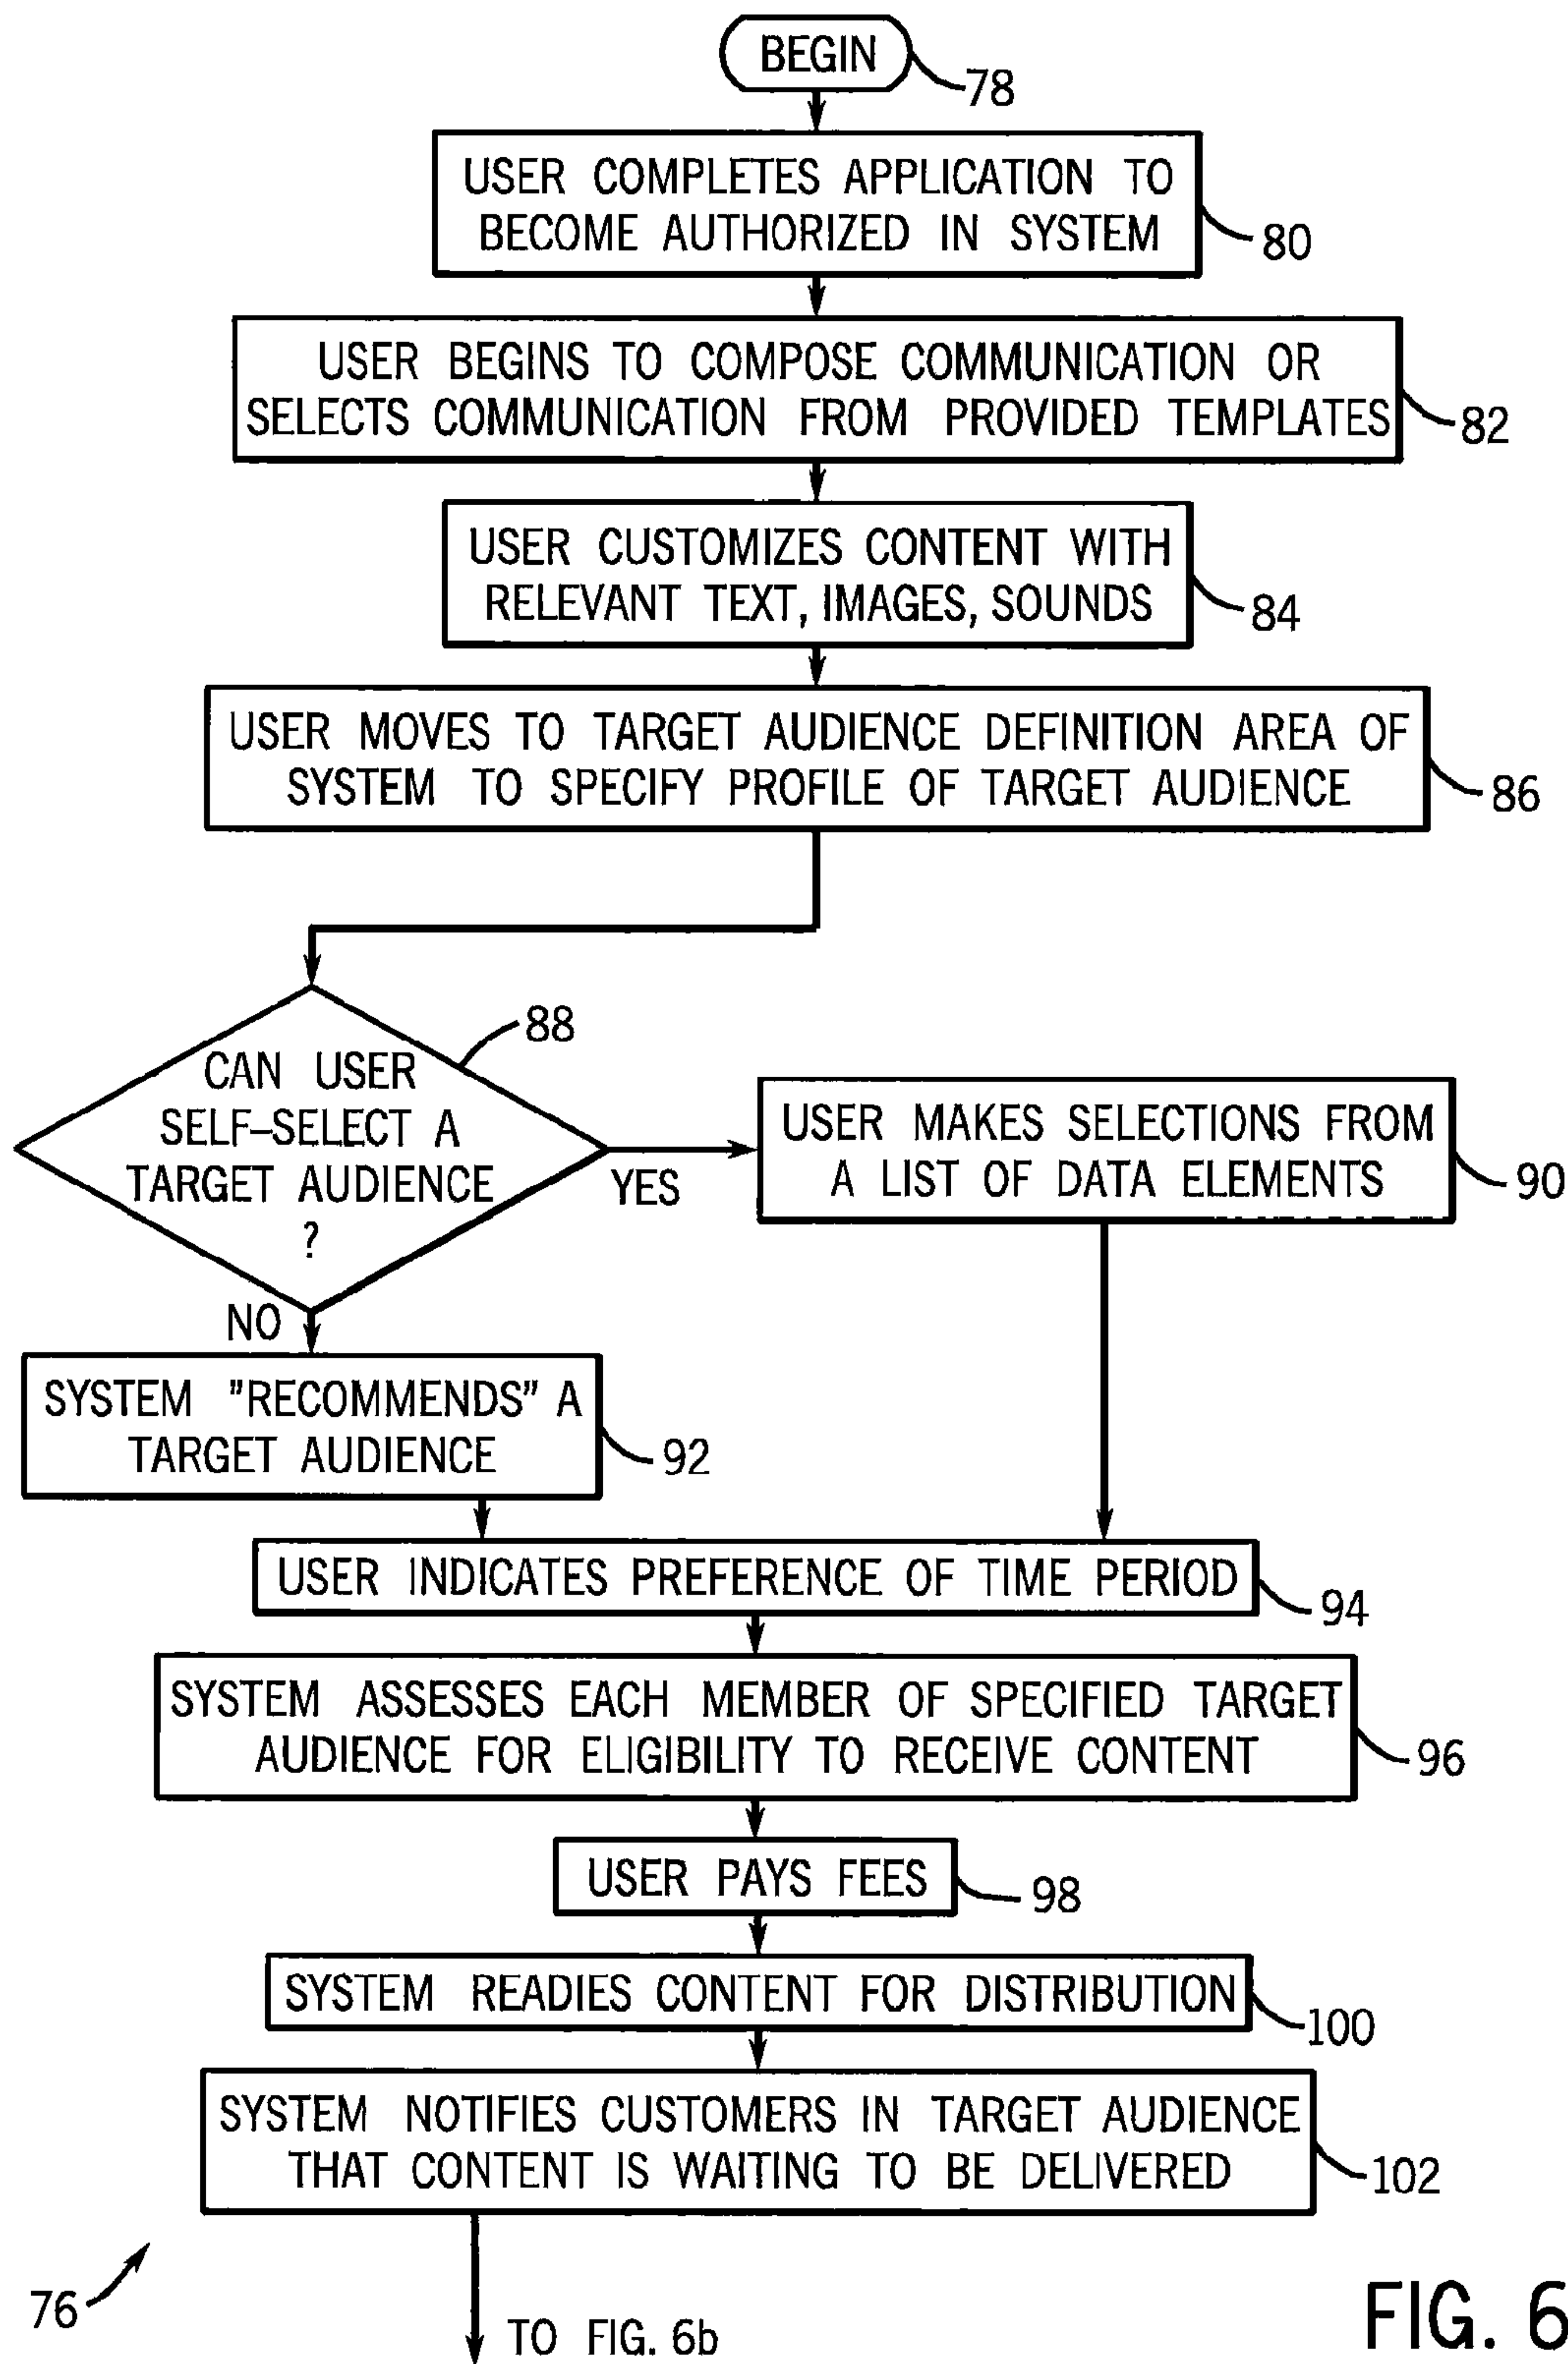 BEGIN
78
USER COMPLETES APPLICATION TO
BECOME AUTHORIZED IN SYSTEM
80
USER BEGINS TO COMPOSE COMMUNICATION OR
SELECTS COMMUNICATION FROM PROVIDED TEMPLATES
82
USER CUSTOMIZES CONTENT WITH
RELEVANT TEXT, IMAGES, SOUNDS
84
USER MOVES TO TARGET AUDIENCE DEFINITION AREA OF
SYSTEM TO SPECIFY PROFILE OF TARGET AUDIENCE
86
88
CAN USER
SELF-SELECT A
TARGET AUDIENCE
?
YES
USER MAKES SELECTIONS FROM
A LIST OF DATA ELEMENTS
90
NO
SYSTEM "RECOMMENDS" A
TARGET AUDIENCE
92
USER INDICATES PREFERENCE OF TIME PERIOD
94
SYSTEM ASSESSES EACH MEMBER OF SPECIFIED TARGET
AUDIENCE FOR ELIGIBILITY TO RECEIVE CONTENT
96
USER PAYS FEES
98
SYSTEM READIES CONTENT FOR DISTRIBUTION
100
SYSTEM NOTIFIES CUSTOMERS IN TARGET AUDIENCE
THAT CONTENT IS WAITING TO BE DELIVERED
102
76
TO FIG. 6b
FIG. 6